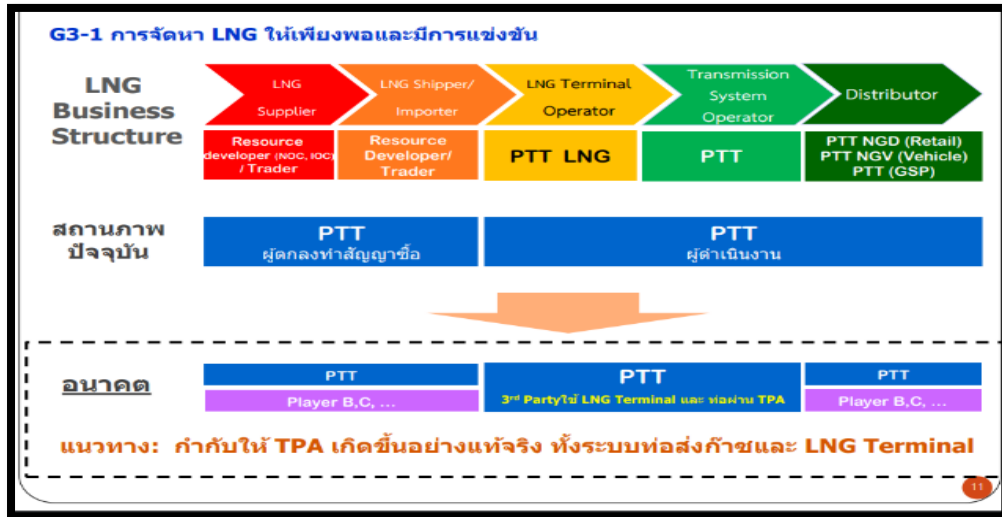 G3-1 การจัดหา LNG ให้เพียงพอและมีการแข่งขัน
LNG
Business
Structure
LNG
Supplier
LNG Shipper/
Importer
LNG Terminal
Operator
Transmission
System
Operator
Distributor
Resource
developer (NOC, IOC)
/ Trader
Resource
Developer/
Trader
PTT LNG
PTT
PTT NGD (Retail)
PTT NGV (Vehicle)
PTT (GSP)
สถานภาพ
ปัจจุบัน
PTT
ผู้ตกลงทำสัญญาซื้อ
PTT
ผู้ดำเนินงาน
อนาคต
PTT
Player B,C, ...
PTT
3rd Partyใช้ LNG Terminal และ ท่อผ่าน TPA
PTT
Player B,C, ...
แนวทาง: กำกับให้ TPA เกิดขึ้นอย่างแท้จริง ทั้งระบบท่อส่งก๊าซและ LNG Terminal
11